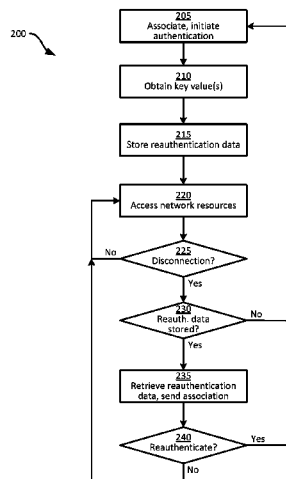 200
205
Associate, initiate
authentication
210
Obtain key value(s)
215
Store reauthentication data
220
Access network resources
No
225
Disconnection?
Yes
230
Reauth. data
stored?
No
Yes
235
Retrieve reauthentication
data, send association
240
Reauthenticate?
Yes
No